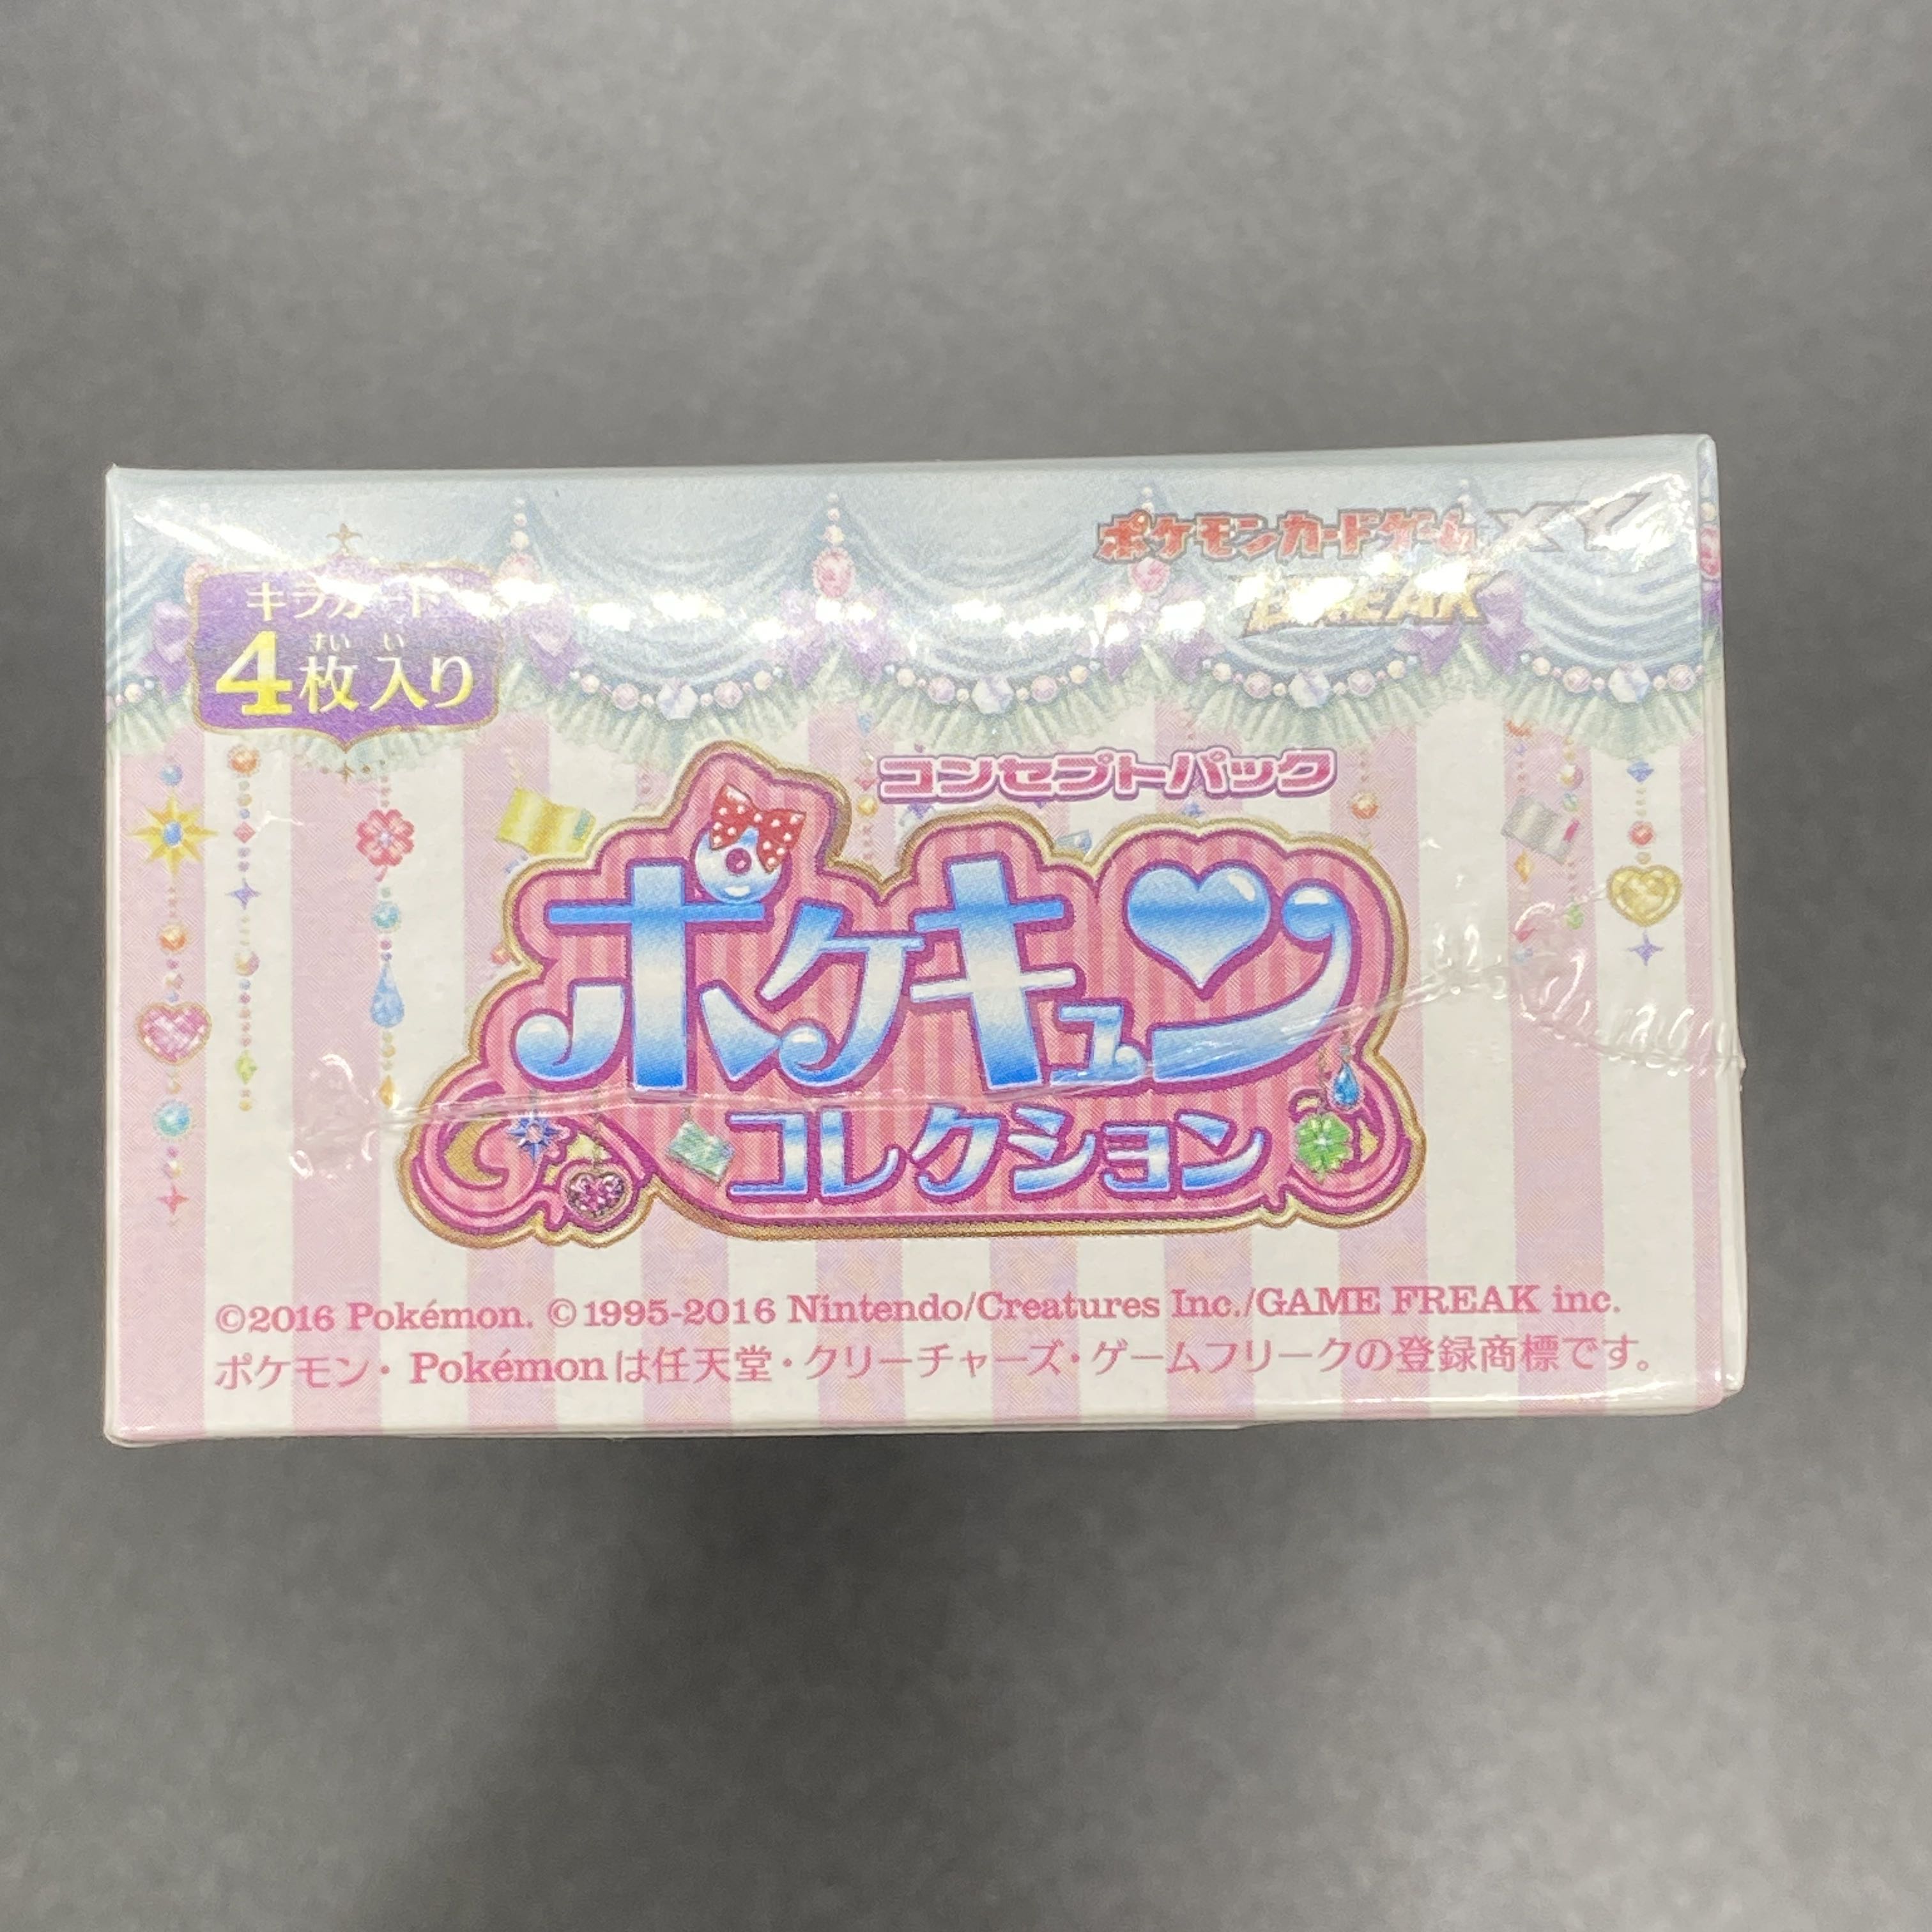 ポケモンカードゲーム XY
BREAK
キラカード
4枚入り
まい い
コンセプトパック
ポケキュン
コレクション
©2016 Pokémon. ©1995-2016 Nintendo/Creatures Inc./GAME FREAK inc.
ポケモン・Pokémonは任天堂・クリーチャーズ・ゲームフリークの登録商標です。